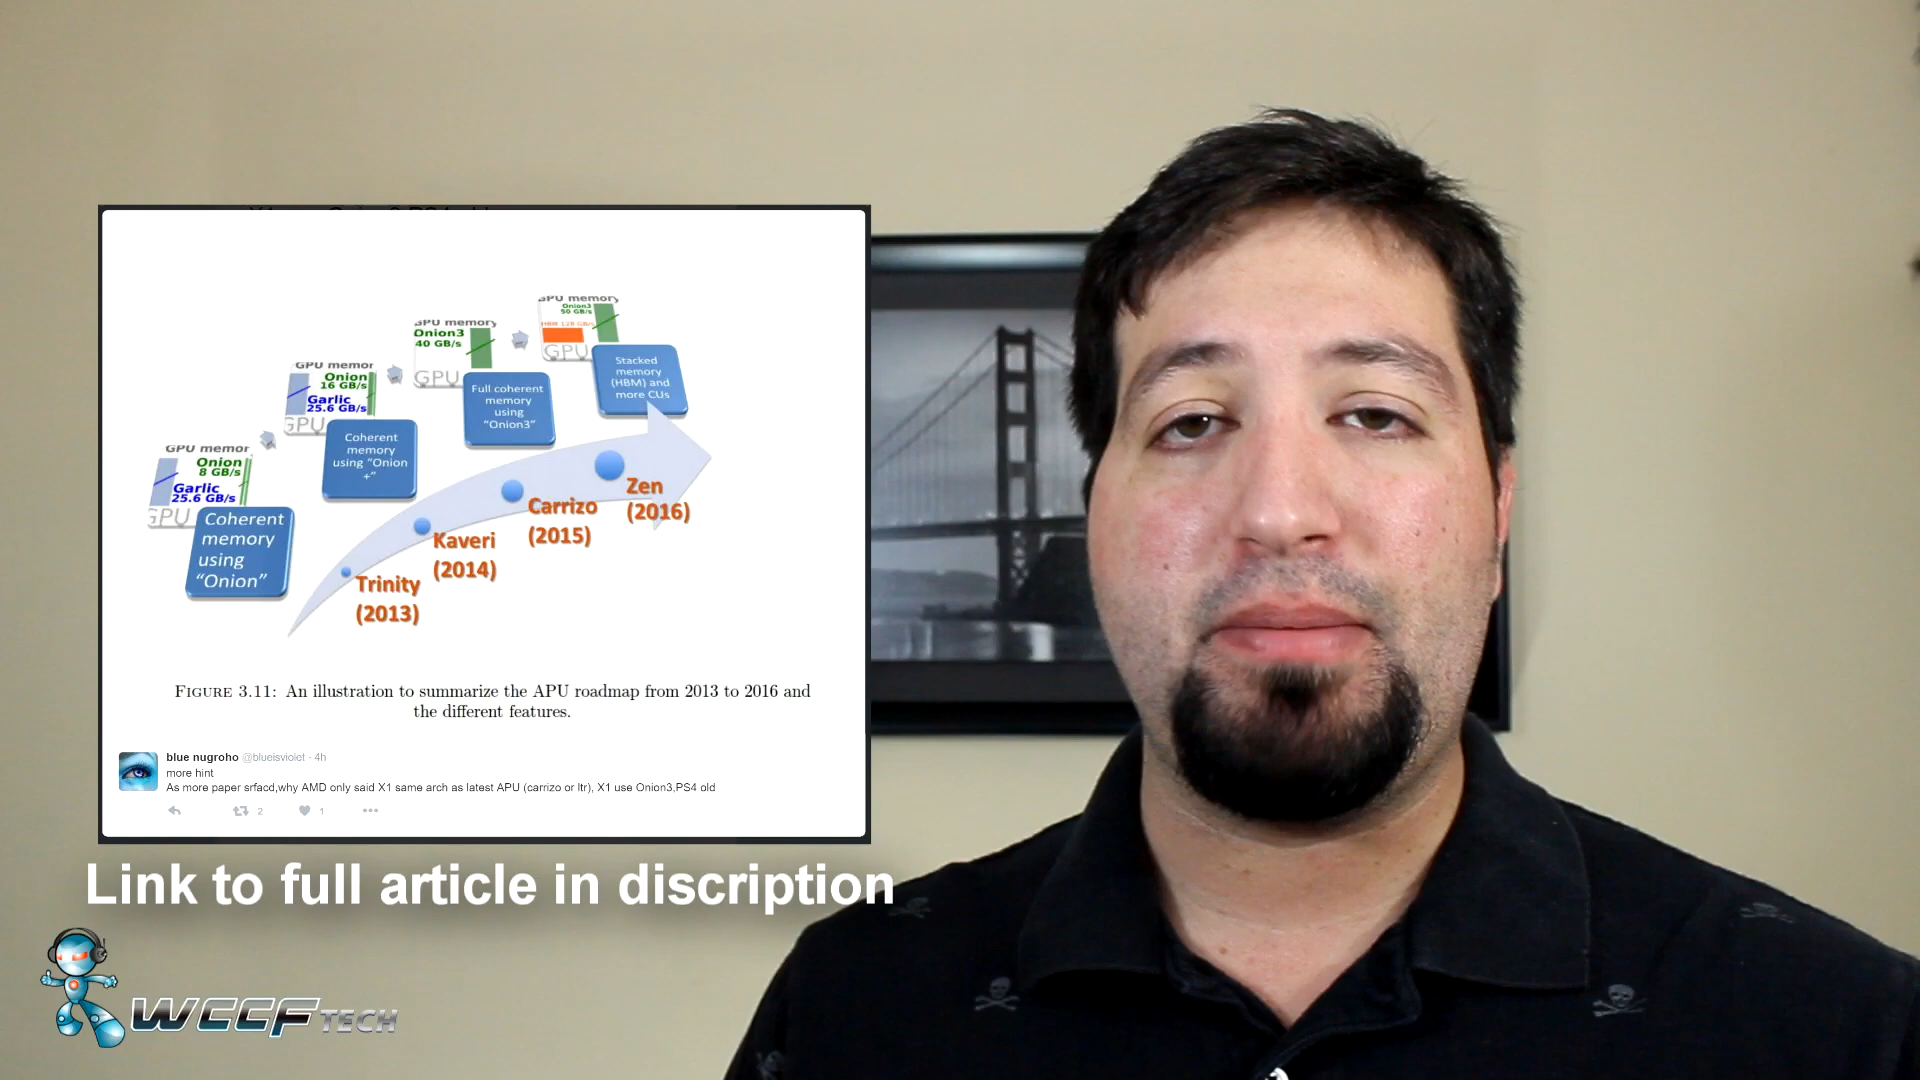 GPU memory
Onion3
50 GB/s
HBM 128 GB/s
GPU
Stacked
memory
(HBM) and
more CUs
GPU memory
Onion3
40 GB/s
GPU
Full coherent
memory
using
“Onion3”
GPU memor
Onion
16 GB/s
Garlic
25.6 GB/s
GPU
Coherent
memory
using “Onion
+”
GPU memor
Onion
8 GB/s
Garlic
25.6 GB/s
GPU
Coherent
memory
using
“Onion”
Trinity
(2013)
Kaveri
(2014)
Carrizo
(2015)
Zen
(2016)
FIGURE 3.11: An illustration to summarize the APU roadmap from 2013 to 2016 and
the different features.
blue nugroho @blueisviolet · 4h
more hint
As more paper srfacd,why AMD only said X1 same arch as latest APU (carrizo or ltr), X1 use Onion3,PS4 old
2
1
Link to full article in discription
WCCF TECH